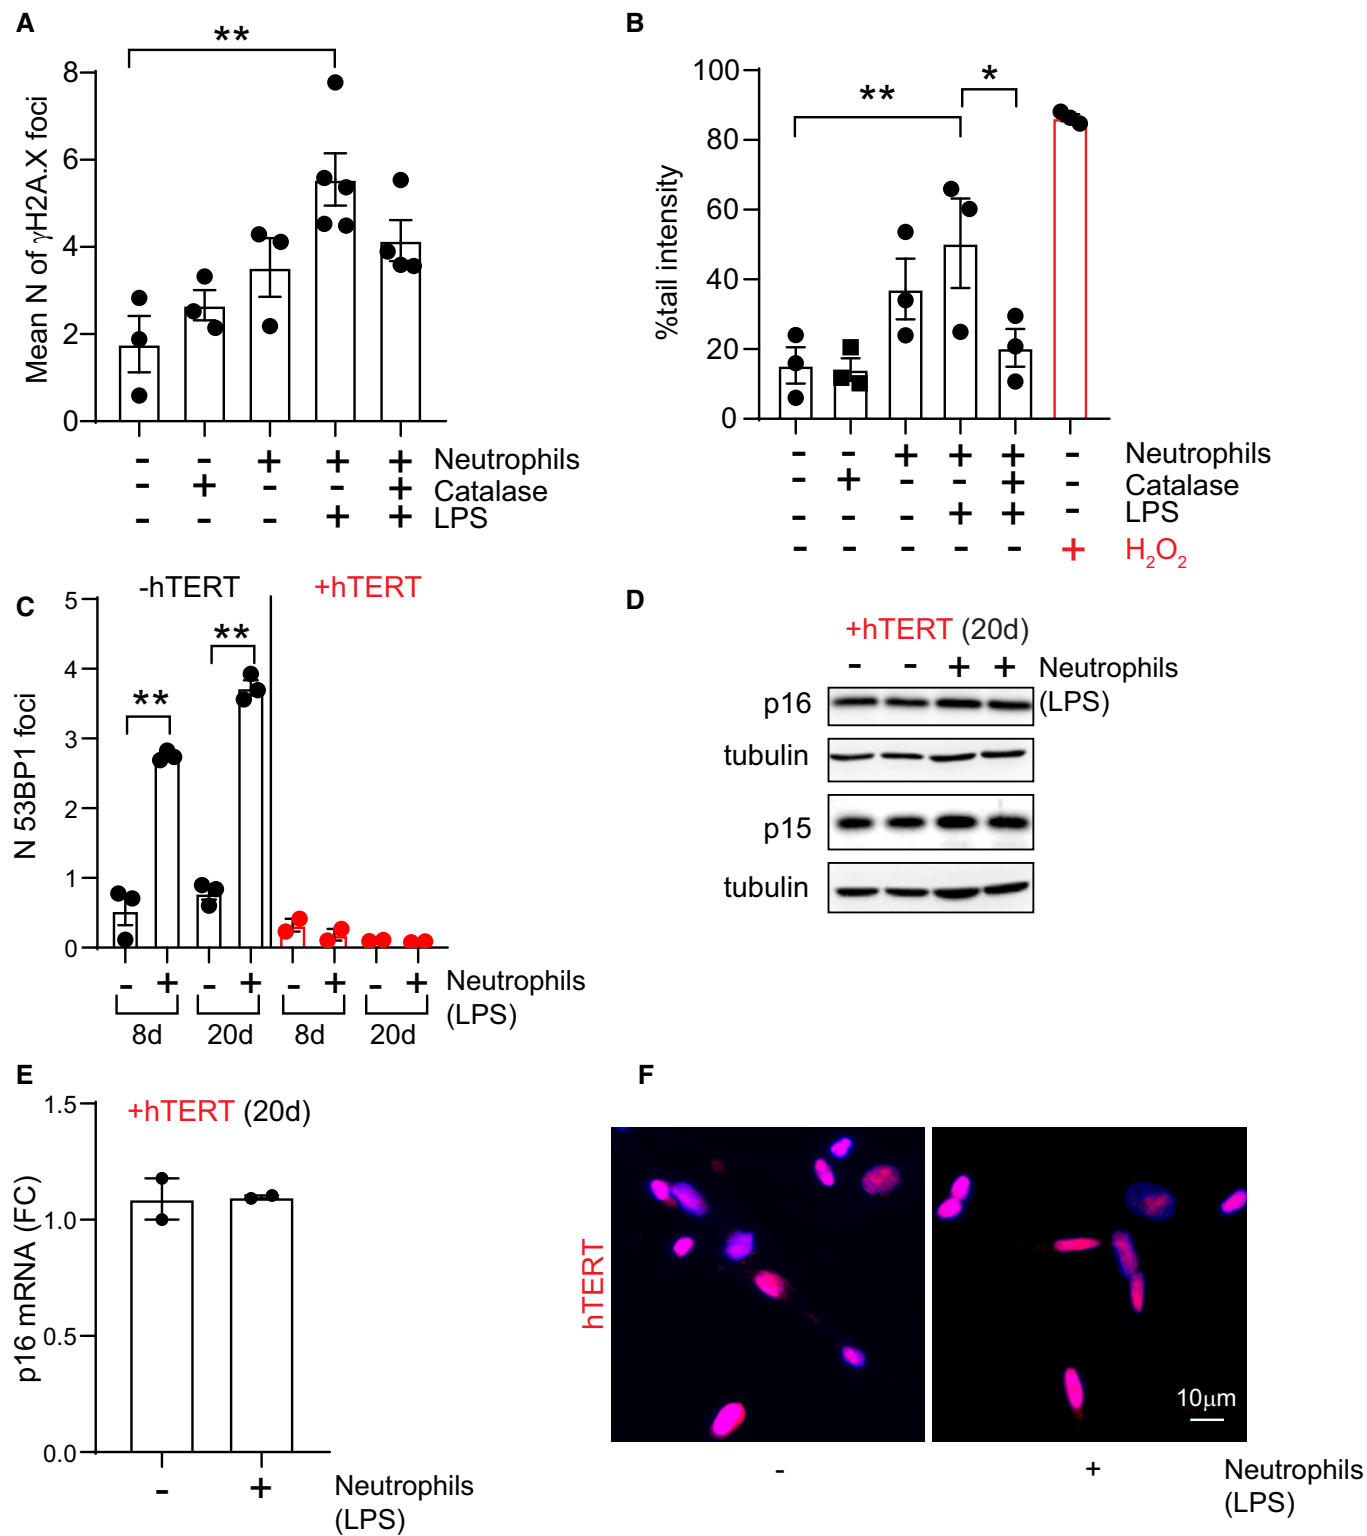 A
**
8
6
4
2
0
Mean N of γH2A.X foci
- - + + + Neutrophils
- + - - + Catalase
- - - + + LPS
B
**
*
100
80
60
40
20
0
%tail intensity
- - + + + - Neutrophils
- + - - + - Catalase
- - - + + - LPS
- - - - - + H₂O₂
C
-hTERT +hTERT
**
**
5
4
3
2
1
0
N 53BP1 foci
- + - + - + - + Neutrophils
(LPS)
8d 20d 8d 20d
D
+hTERT (20d)
- - + + Neutrophils
(LPS)
p16
tubulin
p15
tubulin
E
+hTERT (20d)
1.5
1.0
0.5
0.0
p16 mRNA (FC)
- + Neutrophils
(LPS)
F
hTERT
10μm
- + Neutrophils
(LPS)